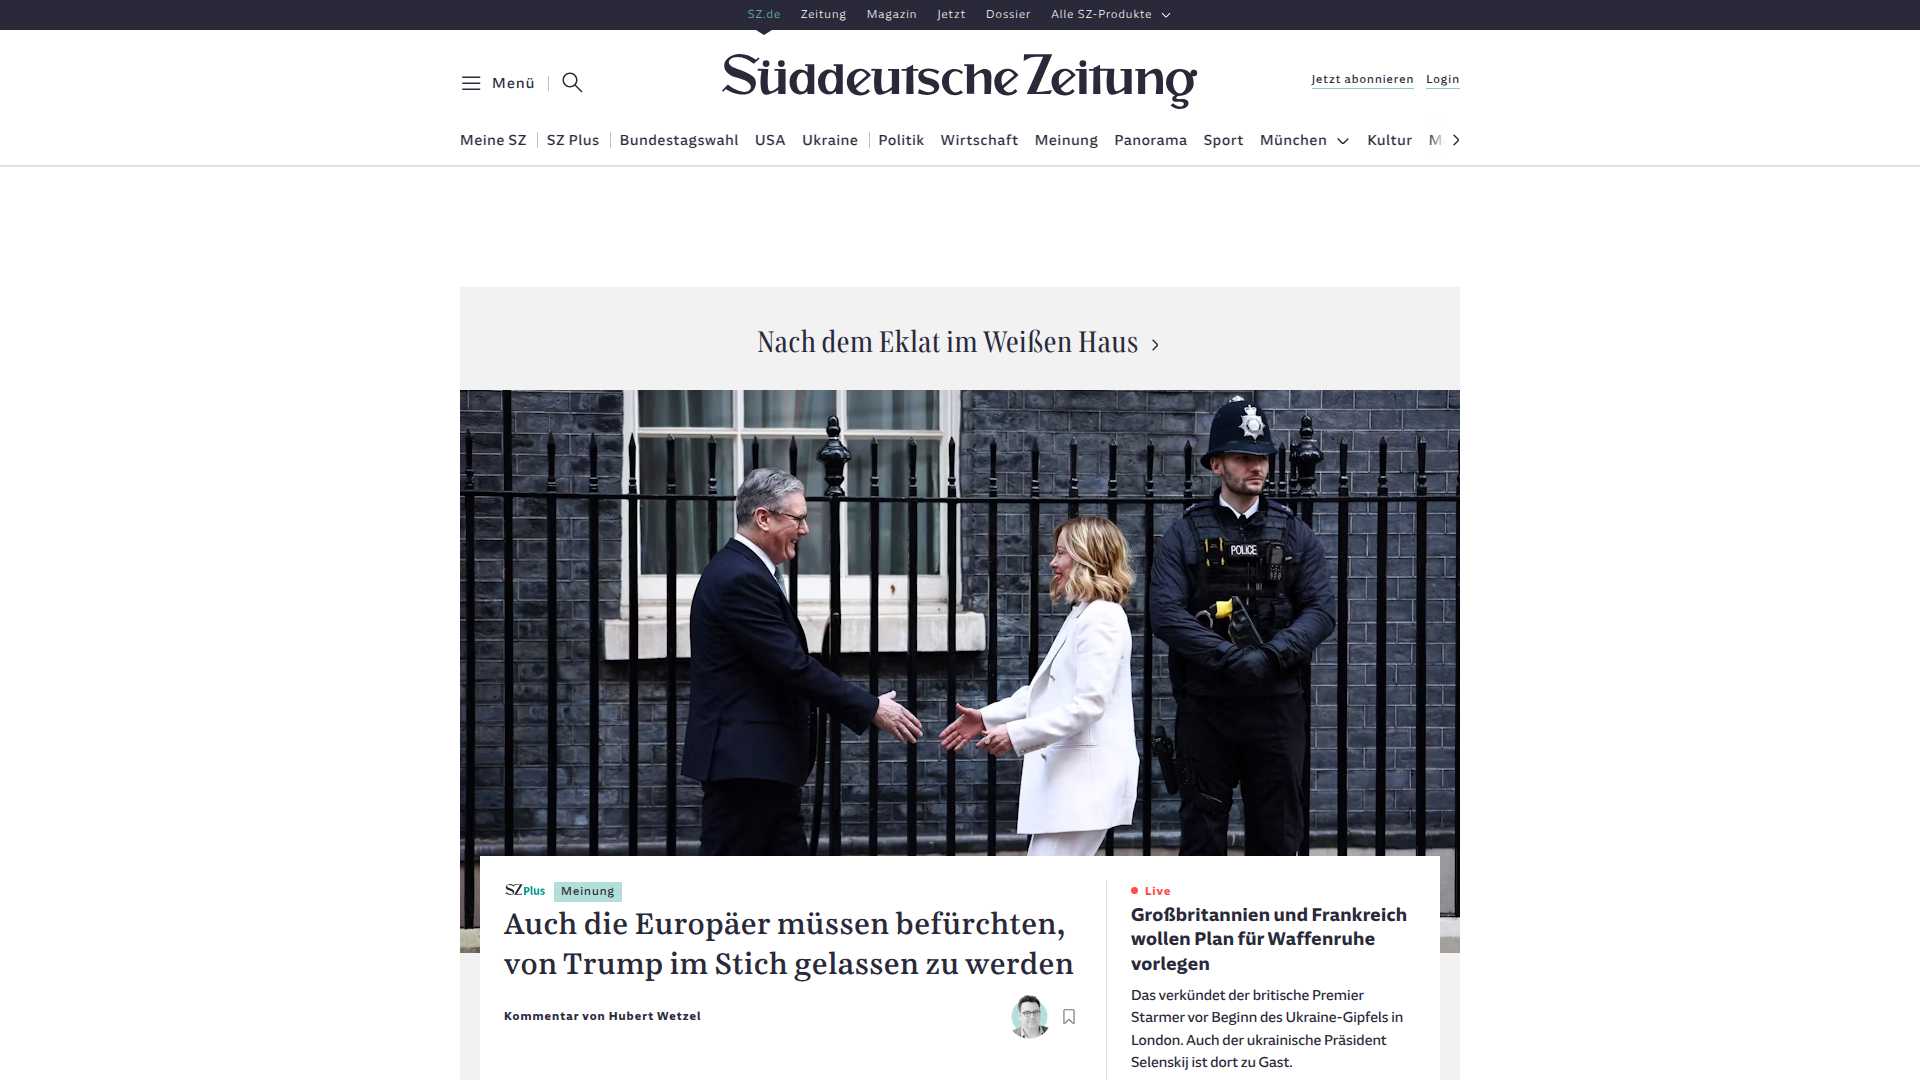 SZ.de Zeitung Magazin Jetzt Dossier Alle SZ-Produkte
Menü
Süddeutsche Zeitung
Jetzt abonnieren Login
Meine SZ SZ Plus Bundestagswahl USA Ukraine Politik Wirtschaft Meinung Panorama Sport München Kultur M
Nach dem Eklat im Weißen Haus
POLICE
SZ Plus Meinung
Auch die Europäer müssen befürchten,
von Trump im Stich gelassen zu werden
Kommentar von Hubert Wetzel
Live
Großbritannien und Frankreich
wollen Plan für Waffenruhe
vorlegen
Das verkündet der britische Premier
Starmer vor Beginn des Ukraine-Gipfels in
London. Auch der ukrainische Präsident
Selenskij ist dort zu Gast.